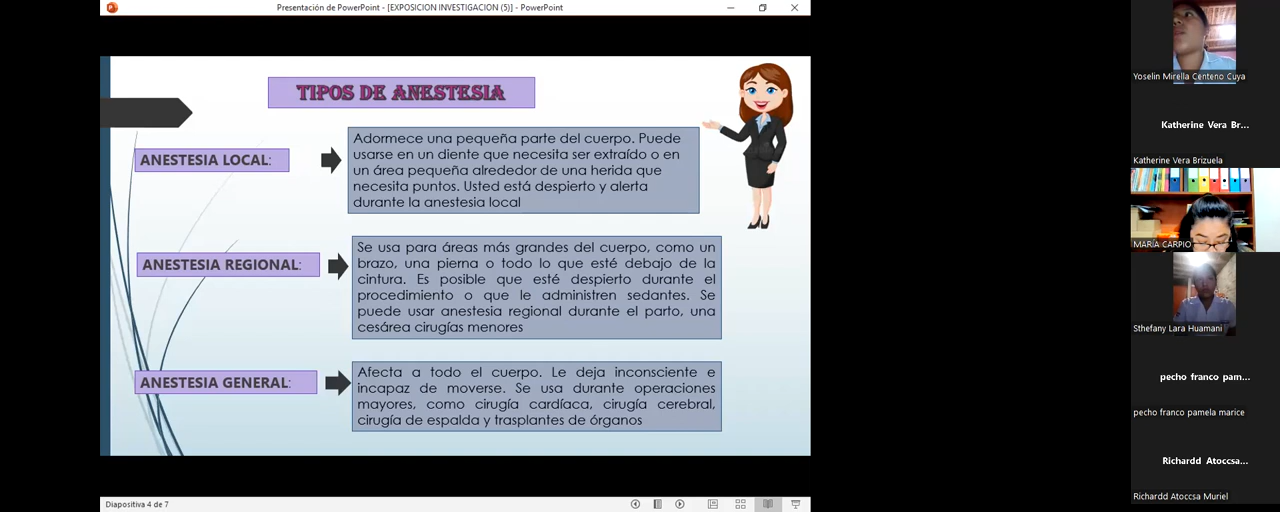 Presentación de PowerPoint - [EXPOSICION INVESTIGACION (5)] - PowerPoint
TIPOS DE ANESTESIA
ANESTESIA LOCAL:
Adormece una pequeña parte del cuerpo. Puede
usarse en un diente que necesita ser extraído o en
un área pequeña alrededor de una herida que
necesita puntos. Usted está despierto y alerta
durante la anestesia local
ANESTESIA REGIONAL:
Se usa para áreas más grandes del cuerpo, como un
brazo, una pierna o todo lo que esté debajo de la
cintura. Es posible que esté despierto durante el
procedimiento o que le administren sedantes. Se
puede usar anestesia regional durante el parto, una
cesárea cirugías menores
ANESTESIA GENERAL:
Afecta a todo el cuerpo. Le deja inconsciente e
incapaz de moverse. Se usa durante operaciones
mayores, como cirugía cardíaca, cirugía cerebral,
cirugía de espalda y trasplantes de órganos
Diapositiva 4 de 7
Yoselin Mirella Centeno Cuya
Katherine Vera Br...
Katherine Vera Brizuela
MARÍA CARPIO
Sthefany Lara Huamani
pecho franco pam...
pecho franco pamela marice
Richardd Atoccsa...
Richardd Atoccsa Muriel